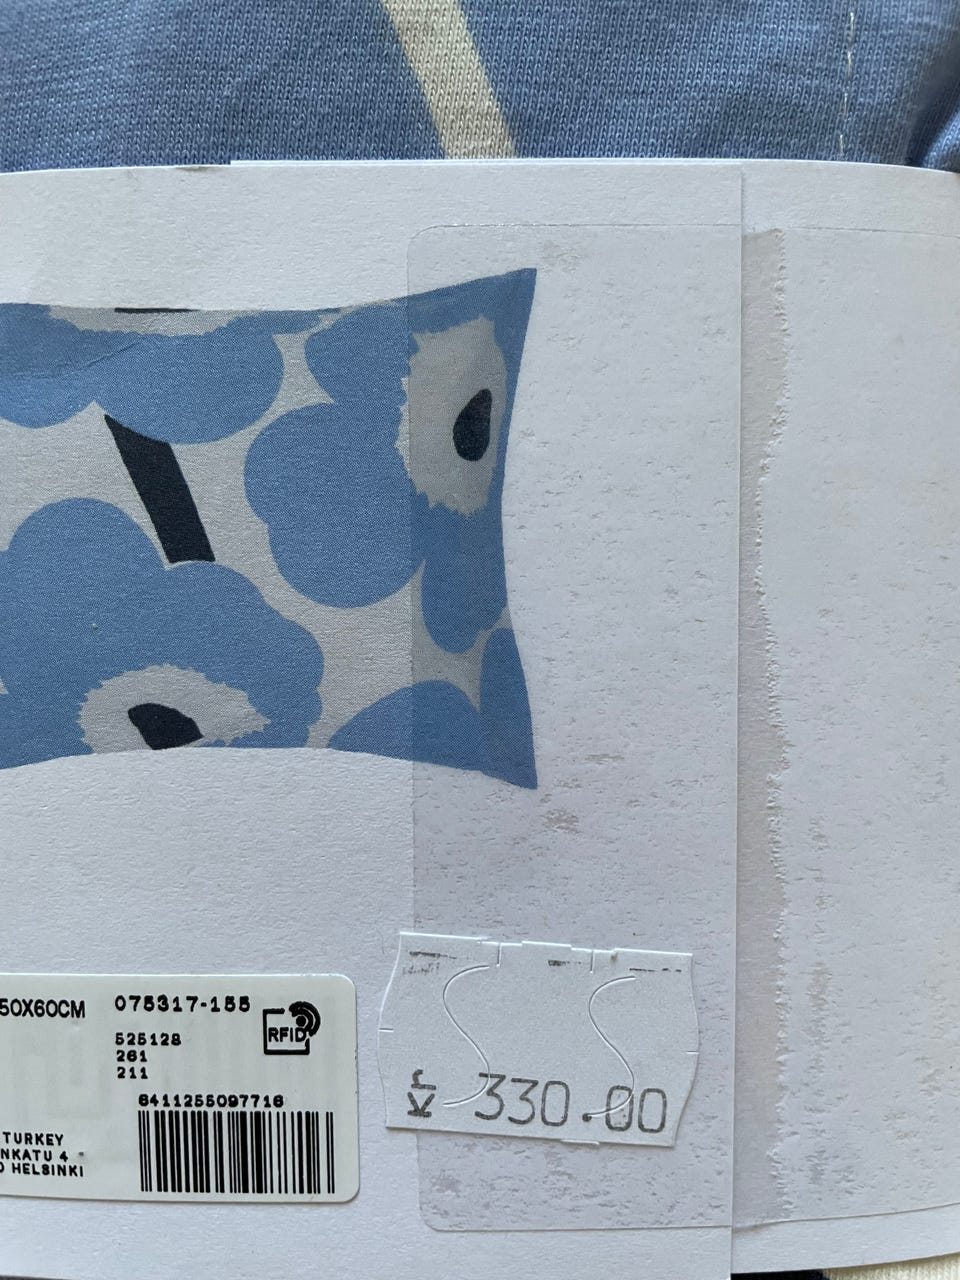 50X60CM 075317-155
RFID
525128
261
211
6411255097716
TURKEY
NKATU 4
HELSINKI
Kr 330.00